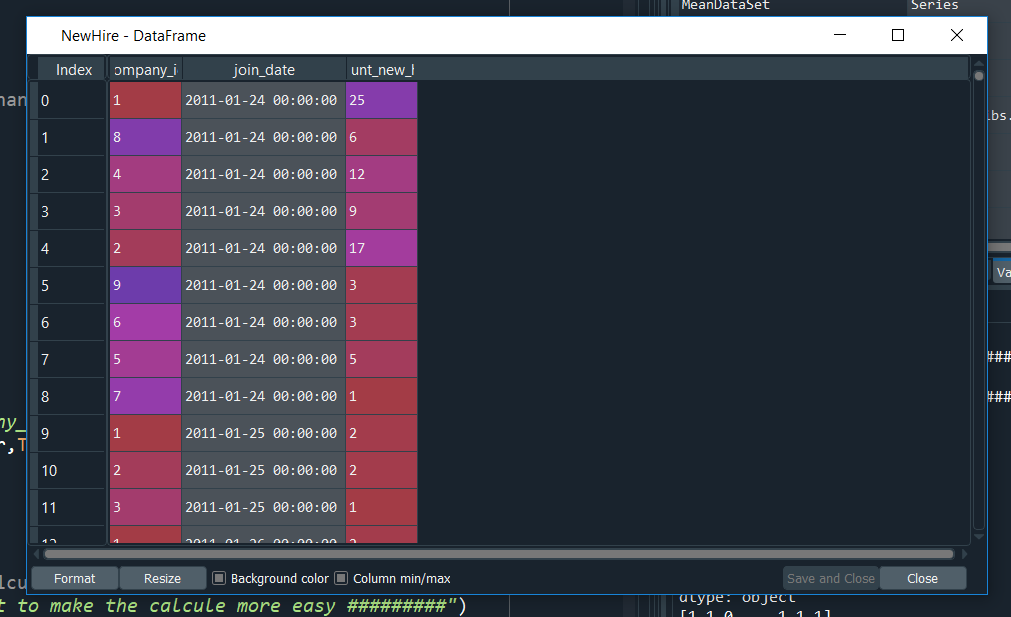 MeanDataSet Series
NewHire - DataFrame
Index ompany_i join_date unt_new_h
0 1 2011-01-24 00:00:00 25
1 8 2011-01-24 00:00:00 6
2 4 2011-01-24 00:00:00 12
3 3 2011-01-24 00:00:00 9
4 2 2011-01-24 00:00:00 17
5 9 2011-01-24 00:00:00 3
6 6 2011-01-24 00:00:00 3
7 5 2011-01-24 00:00:00 5
8 7 2011-01-24 00:00:00 1
9 1 2011-01-25 00:00:00 2
10 2 2011-01-25 00:00:00 2
11 3 2011-01-25 00:00:00 1
12 1 2011-01-26 00:00:00 2
Format Resize Background color Column min/max Save and Close Close
han
ny_
r,T
lcu
t to make the calcule more easy #########")
lbs.
Va
###
###
dtype: object
[1 1 0 ... 1 1 1]